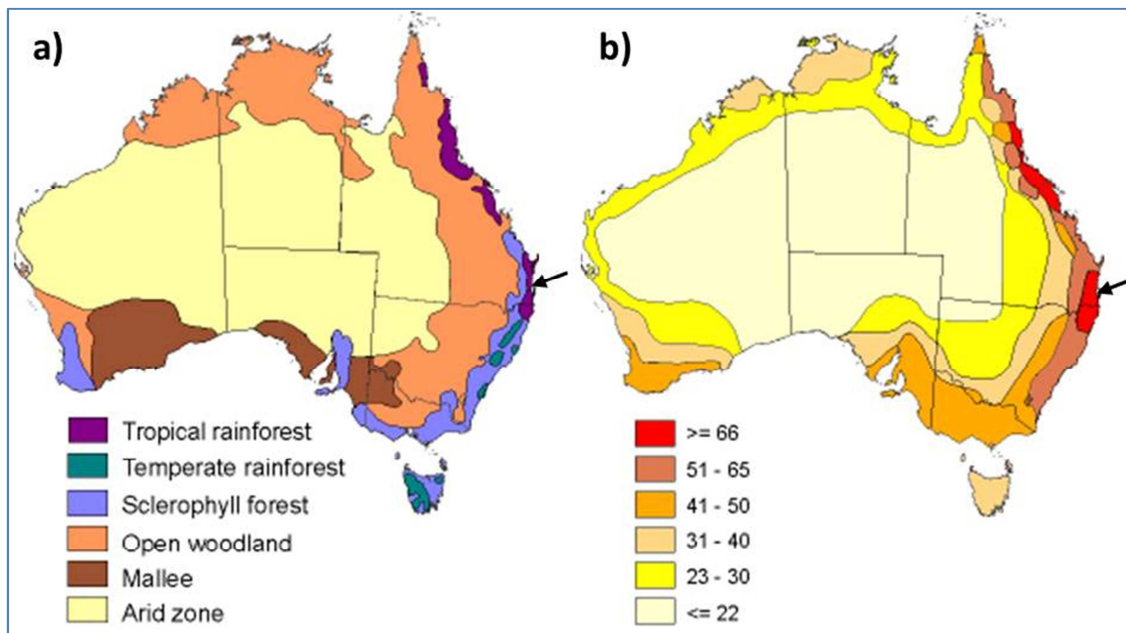 a)
Tropical rainforest
Temperate rainforest
Sclerophyll forest
Open woodland
Mallee
Arid zone
b)
>= 66
51 - 65
41 - 50
31 - 40
23 - 30
<= 22